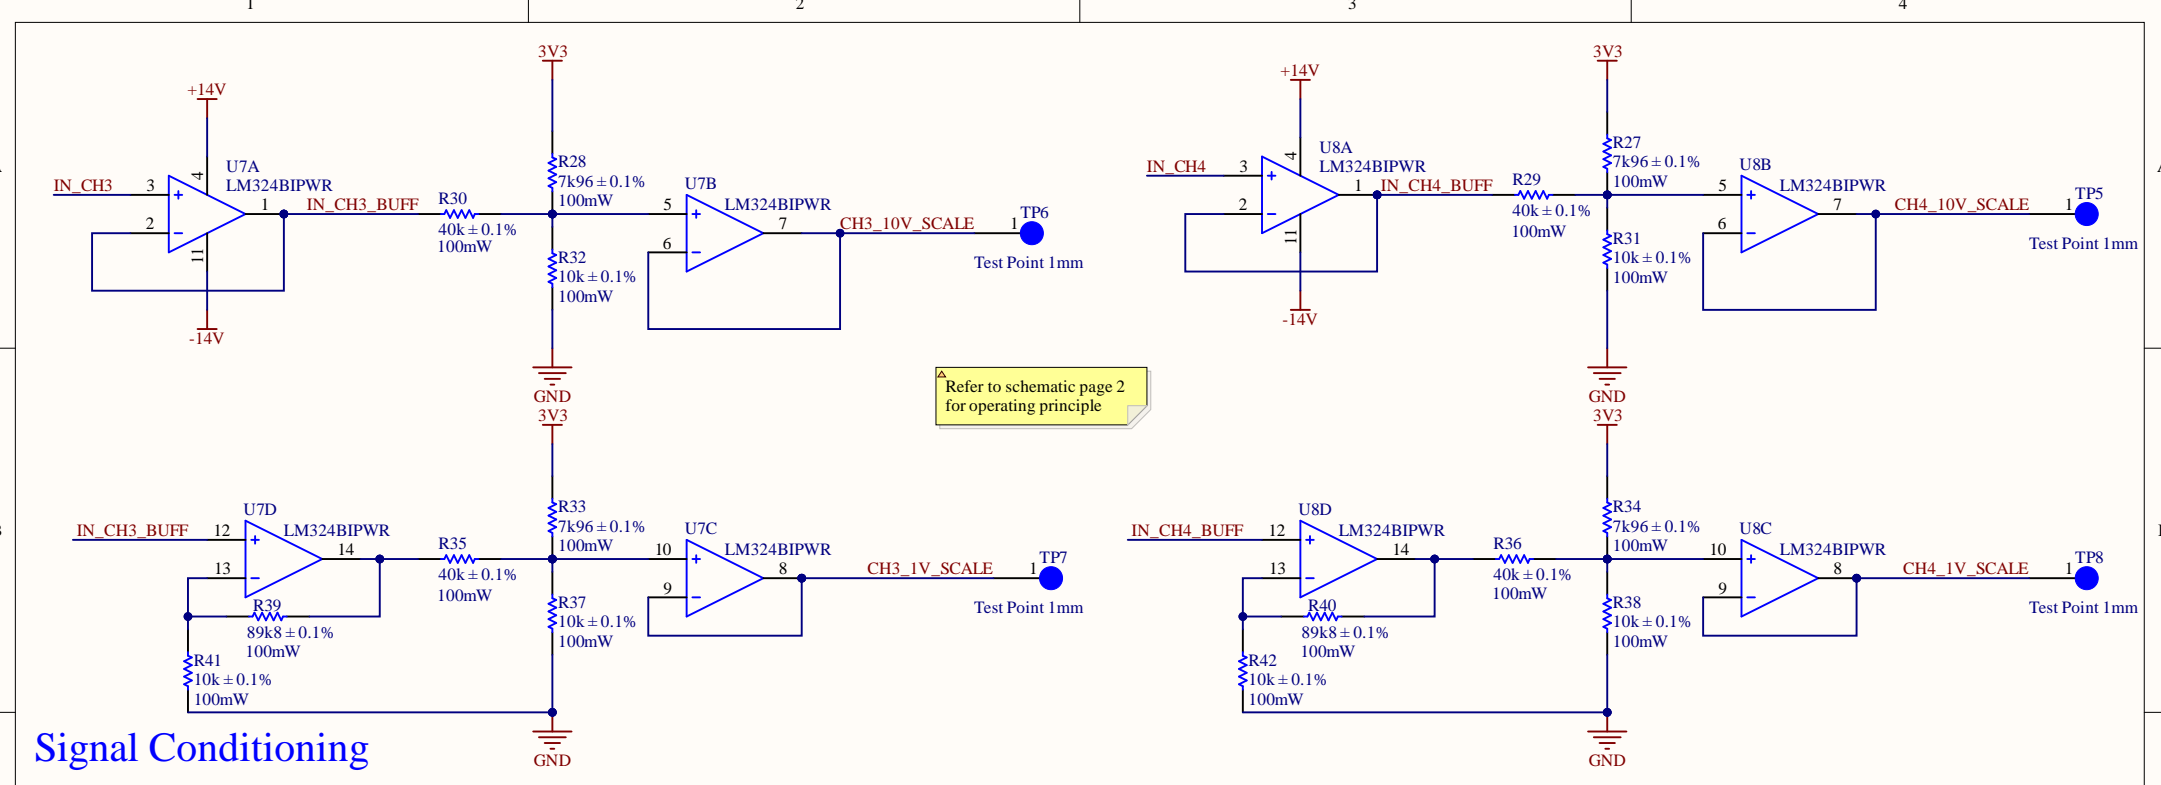 1
2
3
4
3V3
+14V
U7A
LM324BIPWR
IN_CH3
3
2
4
11
1
IN_CH3_BUFF
-14V
R30
40k ± 0.1%
100mW
R28
7k96 ± 0.1%
100mW
R32
10k ± 0.1%
100mW
GND
U7B
LM324BIPWR
5
6
7
CH3_10V_SCALE
1
TP6
Test Point 1mm
3V3
+14V
U8A
LM324BIPWR
IN_CH4
3
2
4
11
1
IN_CH4_BUFF
-14V
R29
40k ± 0.1%
100mW
R27
7k96 ± 0.1%
100mW
R31
10k ± 0.1%
100mW
GND
U8B
LM324BIPWR
5
6
7
CH4_10V_SCALE
1
TP5
Test Point 1mm
Refer to schematic page 2
for operating principle
3V3
U7D
LM324BIPWR
IN_CH3_BUFF
12
13
14
R39
89k8 ± 0.1%
100mW
R41
10k ± 0.1%
100mW
R35
40k ± 0.1%
100mW
R33
7k96 ± 0.1%
100mW
R37
10k ± 0.1%
100mW
GND
U7C
LM324BIPWR
10
9
8
CH3_1V_SCALE
1
TP7
Test Point 1mm
3V3
U8D
LM324BIPWR
IN_CH4_BUFF
12
13
14
R40
89k8 ± 0.1%
100mW
R42
10k ± 0.1%
100mW
R36
40k ± 0.1%
100mW
R34
7k96 ± 0.1%
100mW
R38
10k ± 0.1%
100mW
GND
U8C
LM324BIPWR
10
9
8
CH4_1V_SCALE
1
TP8
Test Point 1mm
Signal Conditioning